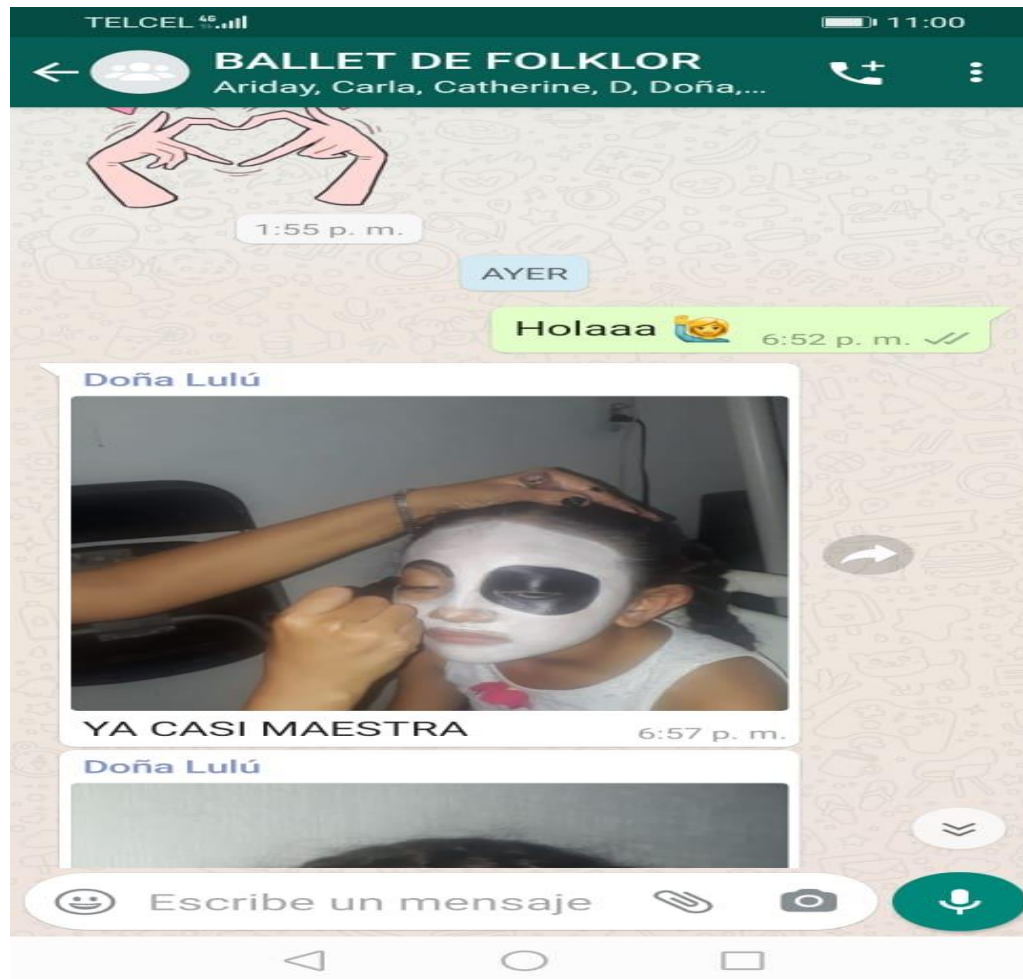 TELCEL 4G 11:00
BALLET DE FOLKLOR
Ariday, Carla, Catherine, D, Doña,...
1:55 p. m.
AYER
Holaaa 6:52 p. m.
Doña Lulú
YA CASI MAESTRA 6:57 p. m.
Doña Lulú
Escribe un mensaje